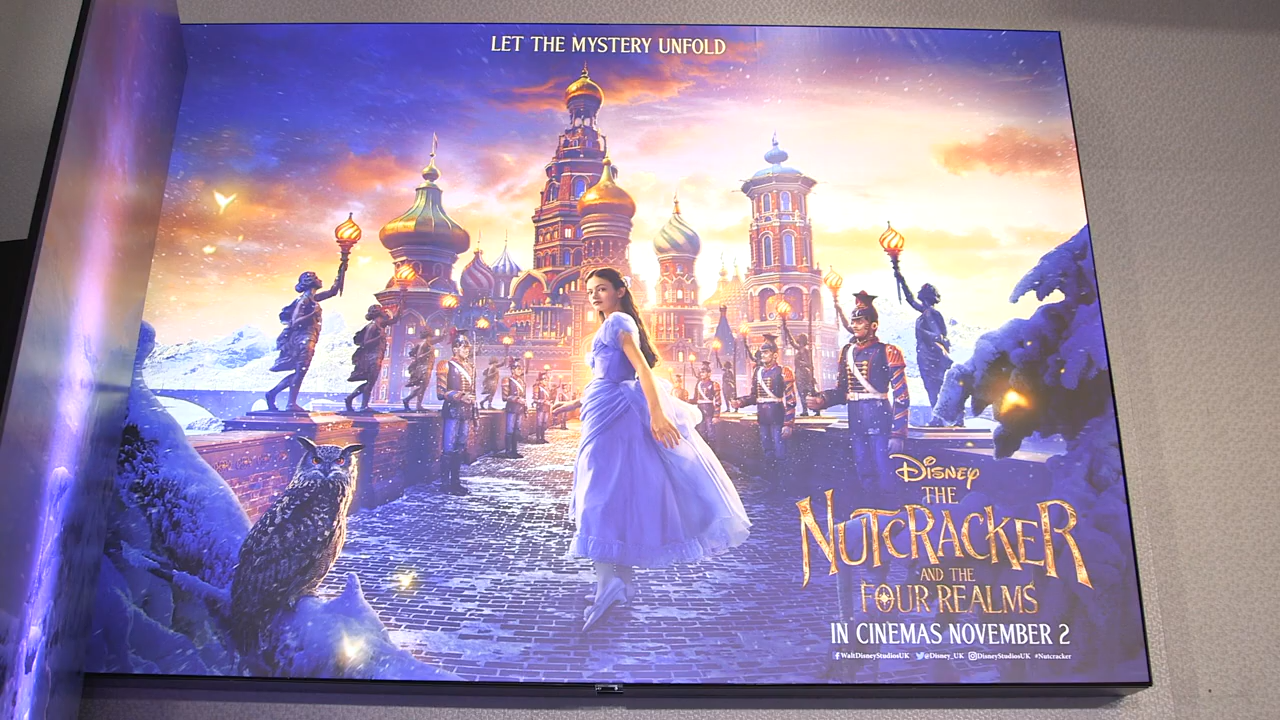 LET THE MYSTERY UNFOLD
Disney
THE
NUTCRACKER
AND THE
FOUR REALMS
IN CINEMAS NOVEMBER 2
WaltDisneyStudiosUK @Disney_UK DisneyStudiosUK #Nutcracker